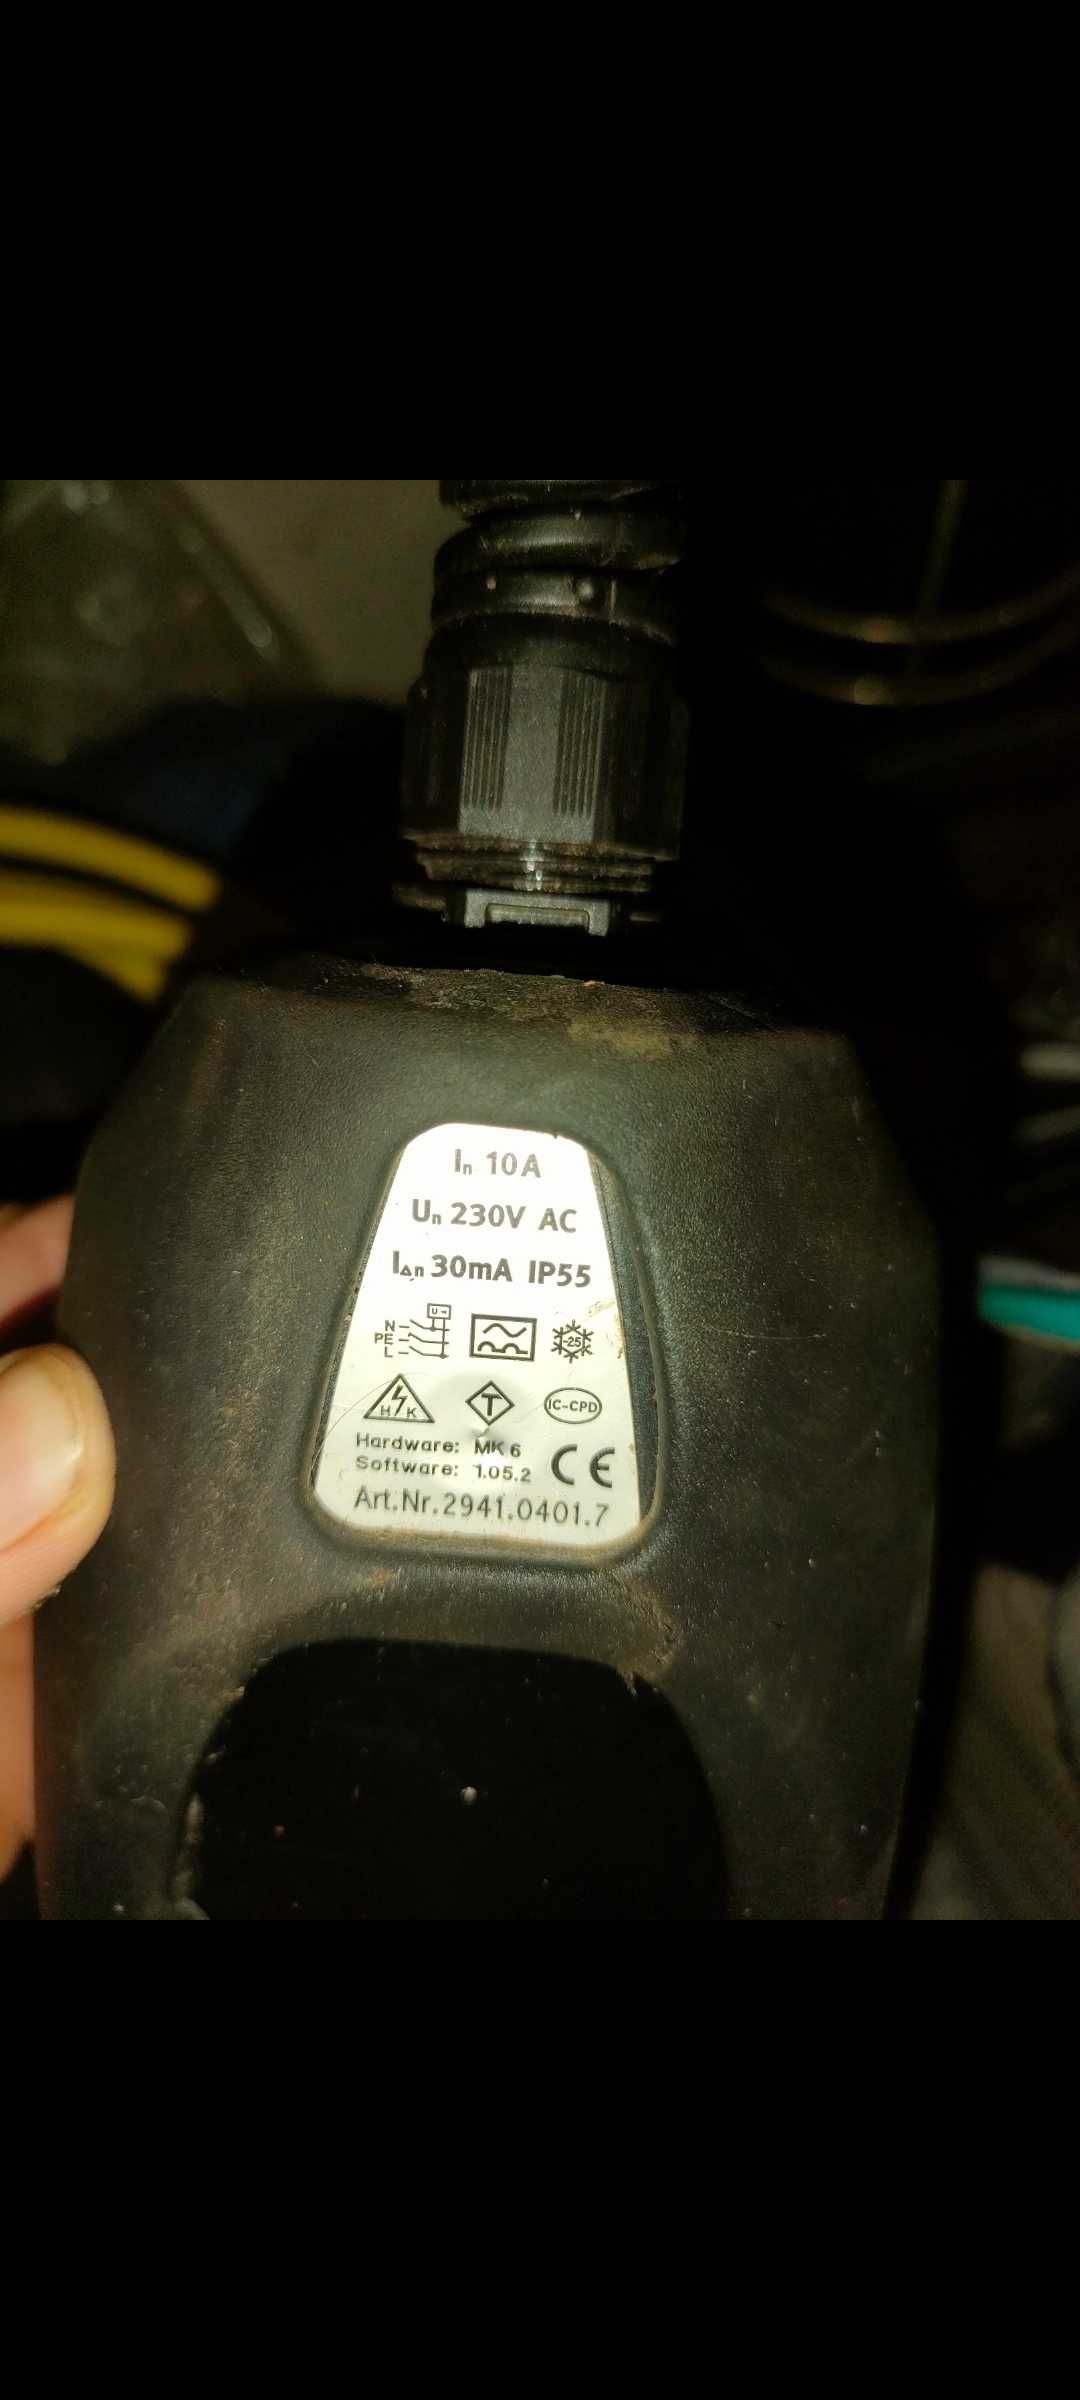 In 10A
Un 230V AC
IΔn 30mA IP55
U
N
PE
L
-25
H K
T
IC-CPD
Hardware: MK 6
Software: 1.05.2
CE
Art.Nr.2941.0401.7